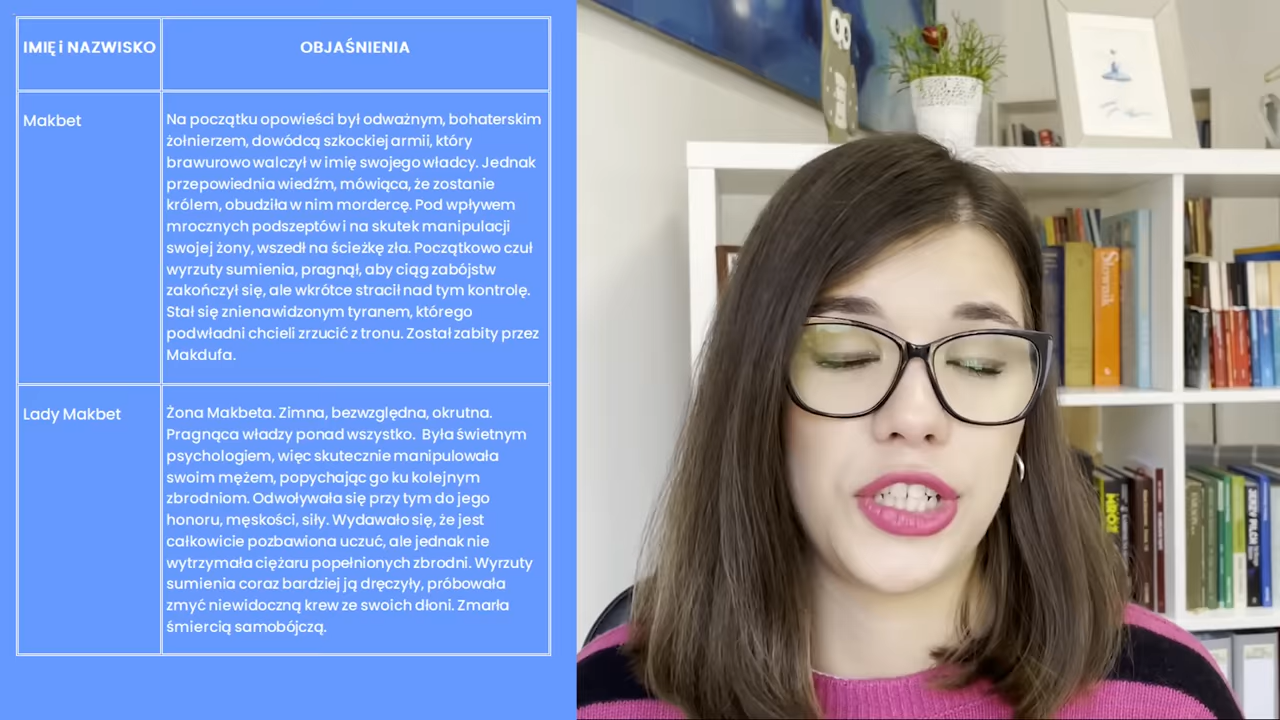 IMIĘ i NAZWISKO
OBJAŚNIENIA
Makbet
Na początku opowieści był odważnym, bohaterskim
żołnierzem, dowódcą szkockiej armii, który
brawurowo walczył w imię swojego władcy. Jednak
przepowiednia wiedźm, mówiąca, że zostanie
królem, obudziła w nim mordercę. Pod wpływem
mrocznych podszeptów i na skutek manipulacji
swojej żony, wszedł na ścieżkę zła. Początkowo czuł
wyrzuty sumienia, pragnął, aby ciąg zabójstw
zakończył się, ale wkrótce stracił nad tym kontrolę.
Stał się znienawidzonym tyranem, którego
podwładni chcieli zrzucić z tronu. Został zabity przez
Makdufa.
Lady Makbet
Żona Makbeta. Zimna, bezwzględna, okrutna.
Pragnąca władzy ponad wszystko. Była świetnym
psychologiem, więc skutecznie manipulowała
swoim mężem, popychając go ku kolejnym
zbrodniom. Odwoływała się przy tym do jego
honoru, męskości, siły. Wydawało się, że jest
całkowicie pozbawiona uczuć, ale jednak nie
wytrzymała ciężaru popełnionych zbrodni. Wyrzuty
sumienia coraz bardziej ją dręczyły, próbowała
zmyć niewidoczną krew ze swoich dłoni. Zmarła
śmiercią samobójczą.
Słownik
MROŻ
JERZY PILCH